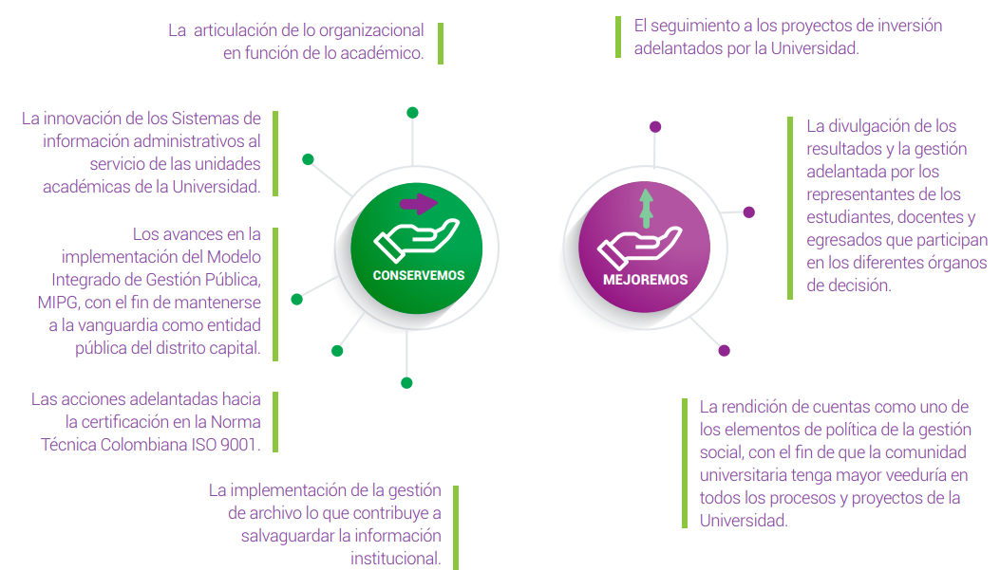 La articulación de lo organizacional
en función de lo académico.
La innovación de los Sistemas de
información administrativos al
servicio de las unidades
académicas de la Universidad.
Los avances en la
implementación del Modelo
Integrado de Gestión Pública,
MIPG, con el fin de mantenerse
a la vanguardia como entidad
pública del distrito capital.
Las acciones adelantadas hacia
la certificación en la Norma
Técnica Colombiana ISO 9001.
La implementación de la gestión
de archivo lo que contribuye a
salvaguardar la información
institucional.
CONSERVEMOS
MEJOREMOS
El seguimiento a los proyectos de inversión
adelantados por la Universidad.
La divulgación de los
resultados y la gestión
adelantada por los
representantes de los
estudiantes, docentes y
egresados que participan
en los diferentes órganos
de decisión.
La rendición de cuentas como uno de
los elementos de política de la gestión
social, con el fin de que la comunidad
universitaria tenga mayor veeduría en
todos los procesos y proyectos de la
Universidad.